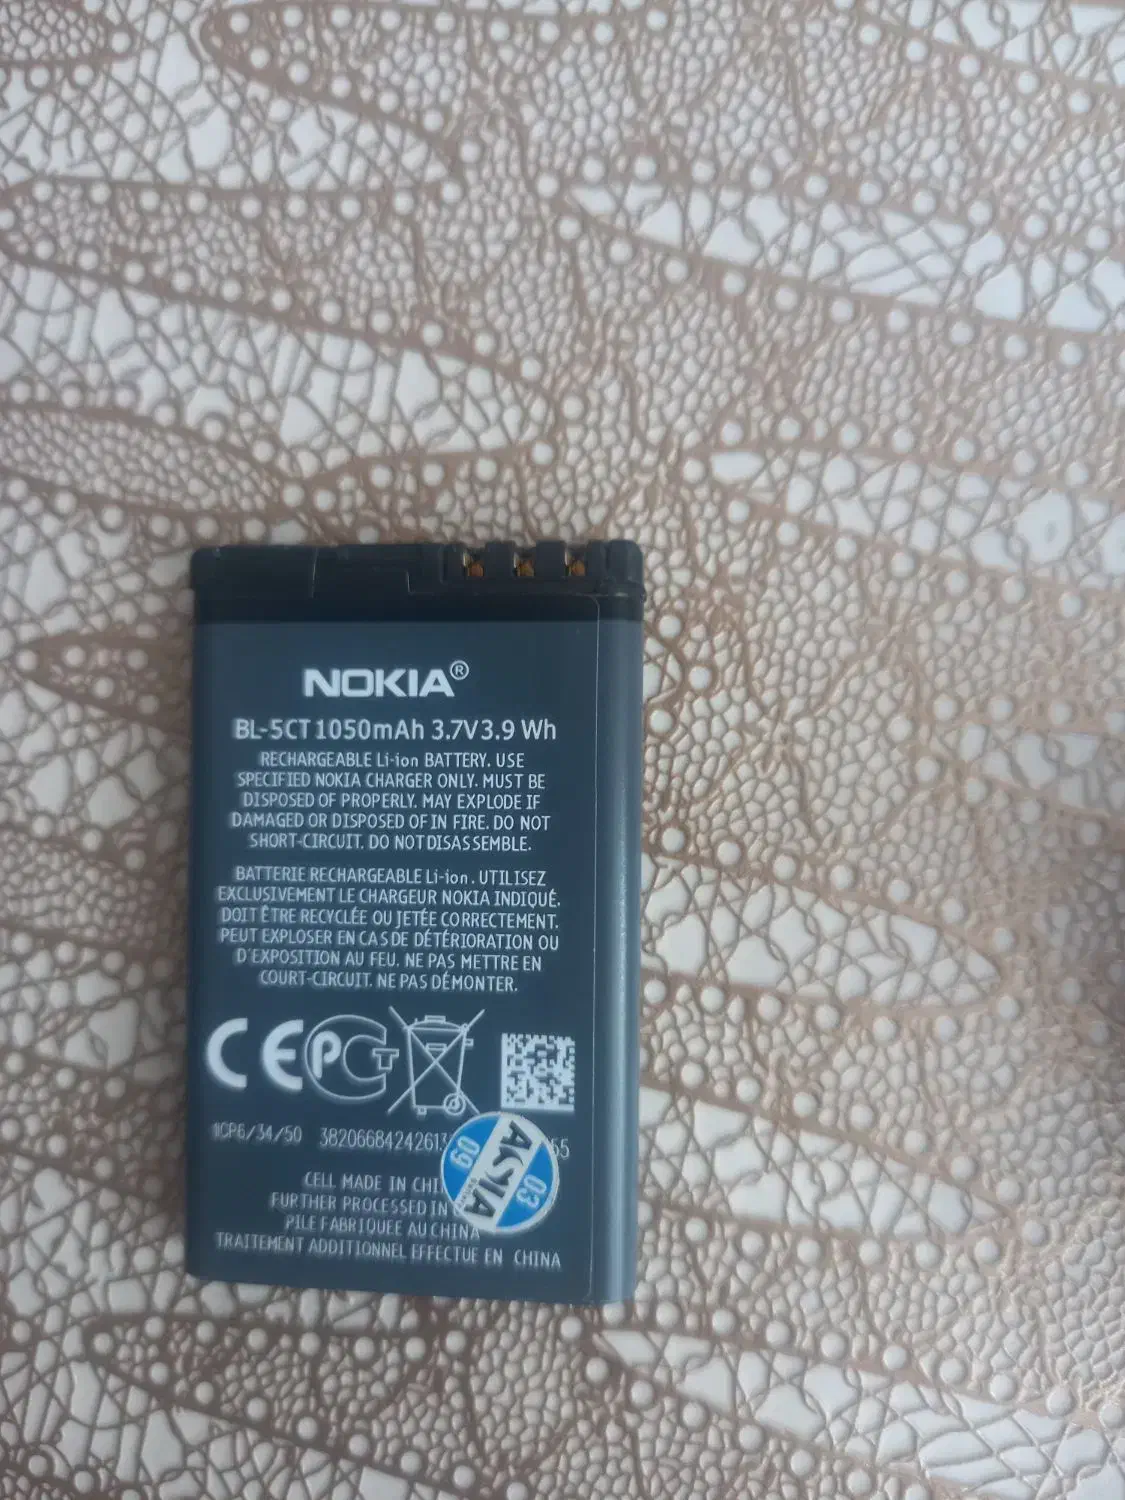 NOKIA®
BL-5CT 1050mAh 3.7V 3.9 Wh
RECHARGEABLE Li-ion BATTERY. USE
SPECIFIED NOKIA CHARGER ONLY. MUST BE
DISPOSED OF PROPERLY. MAY EXPLODE IF
DAMAGED OR DISPOSED OF IN FIRE. DO NOT
SHORT-CIRCUIT. DO NOT DISASSEMBLE.
BATTERIE RECHARGEABLE Li-ion. UTILISEZ
EXCLUSIVEMENT LE CHARGEUR NOKIA INDIQUÉ.
DOIT ÊTRE RECYCLÉE OU JETÉE CORRECTEMENT.
PEUT EXPLOSER EN CAS DE DÉTÉRIORATION OU
D'EXPOSITION AU FEU. NE PAS METTRE EN
COURT-CIRCUIT. NE PAS DÉMONTER.
CE PCT
1CP6/34/50 38206684242613 55
09 ASIA 03
CELL MADE IN CHI
FURTHER PROCESSED IN
PILE FABRIQUEE AU CHINA
TRAITEMENT ADDITIONNEL EFFECTUE EN CHINA